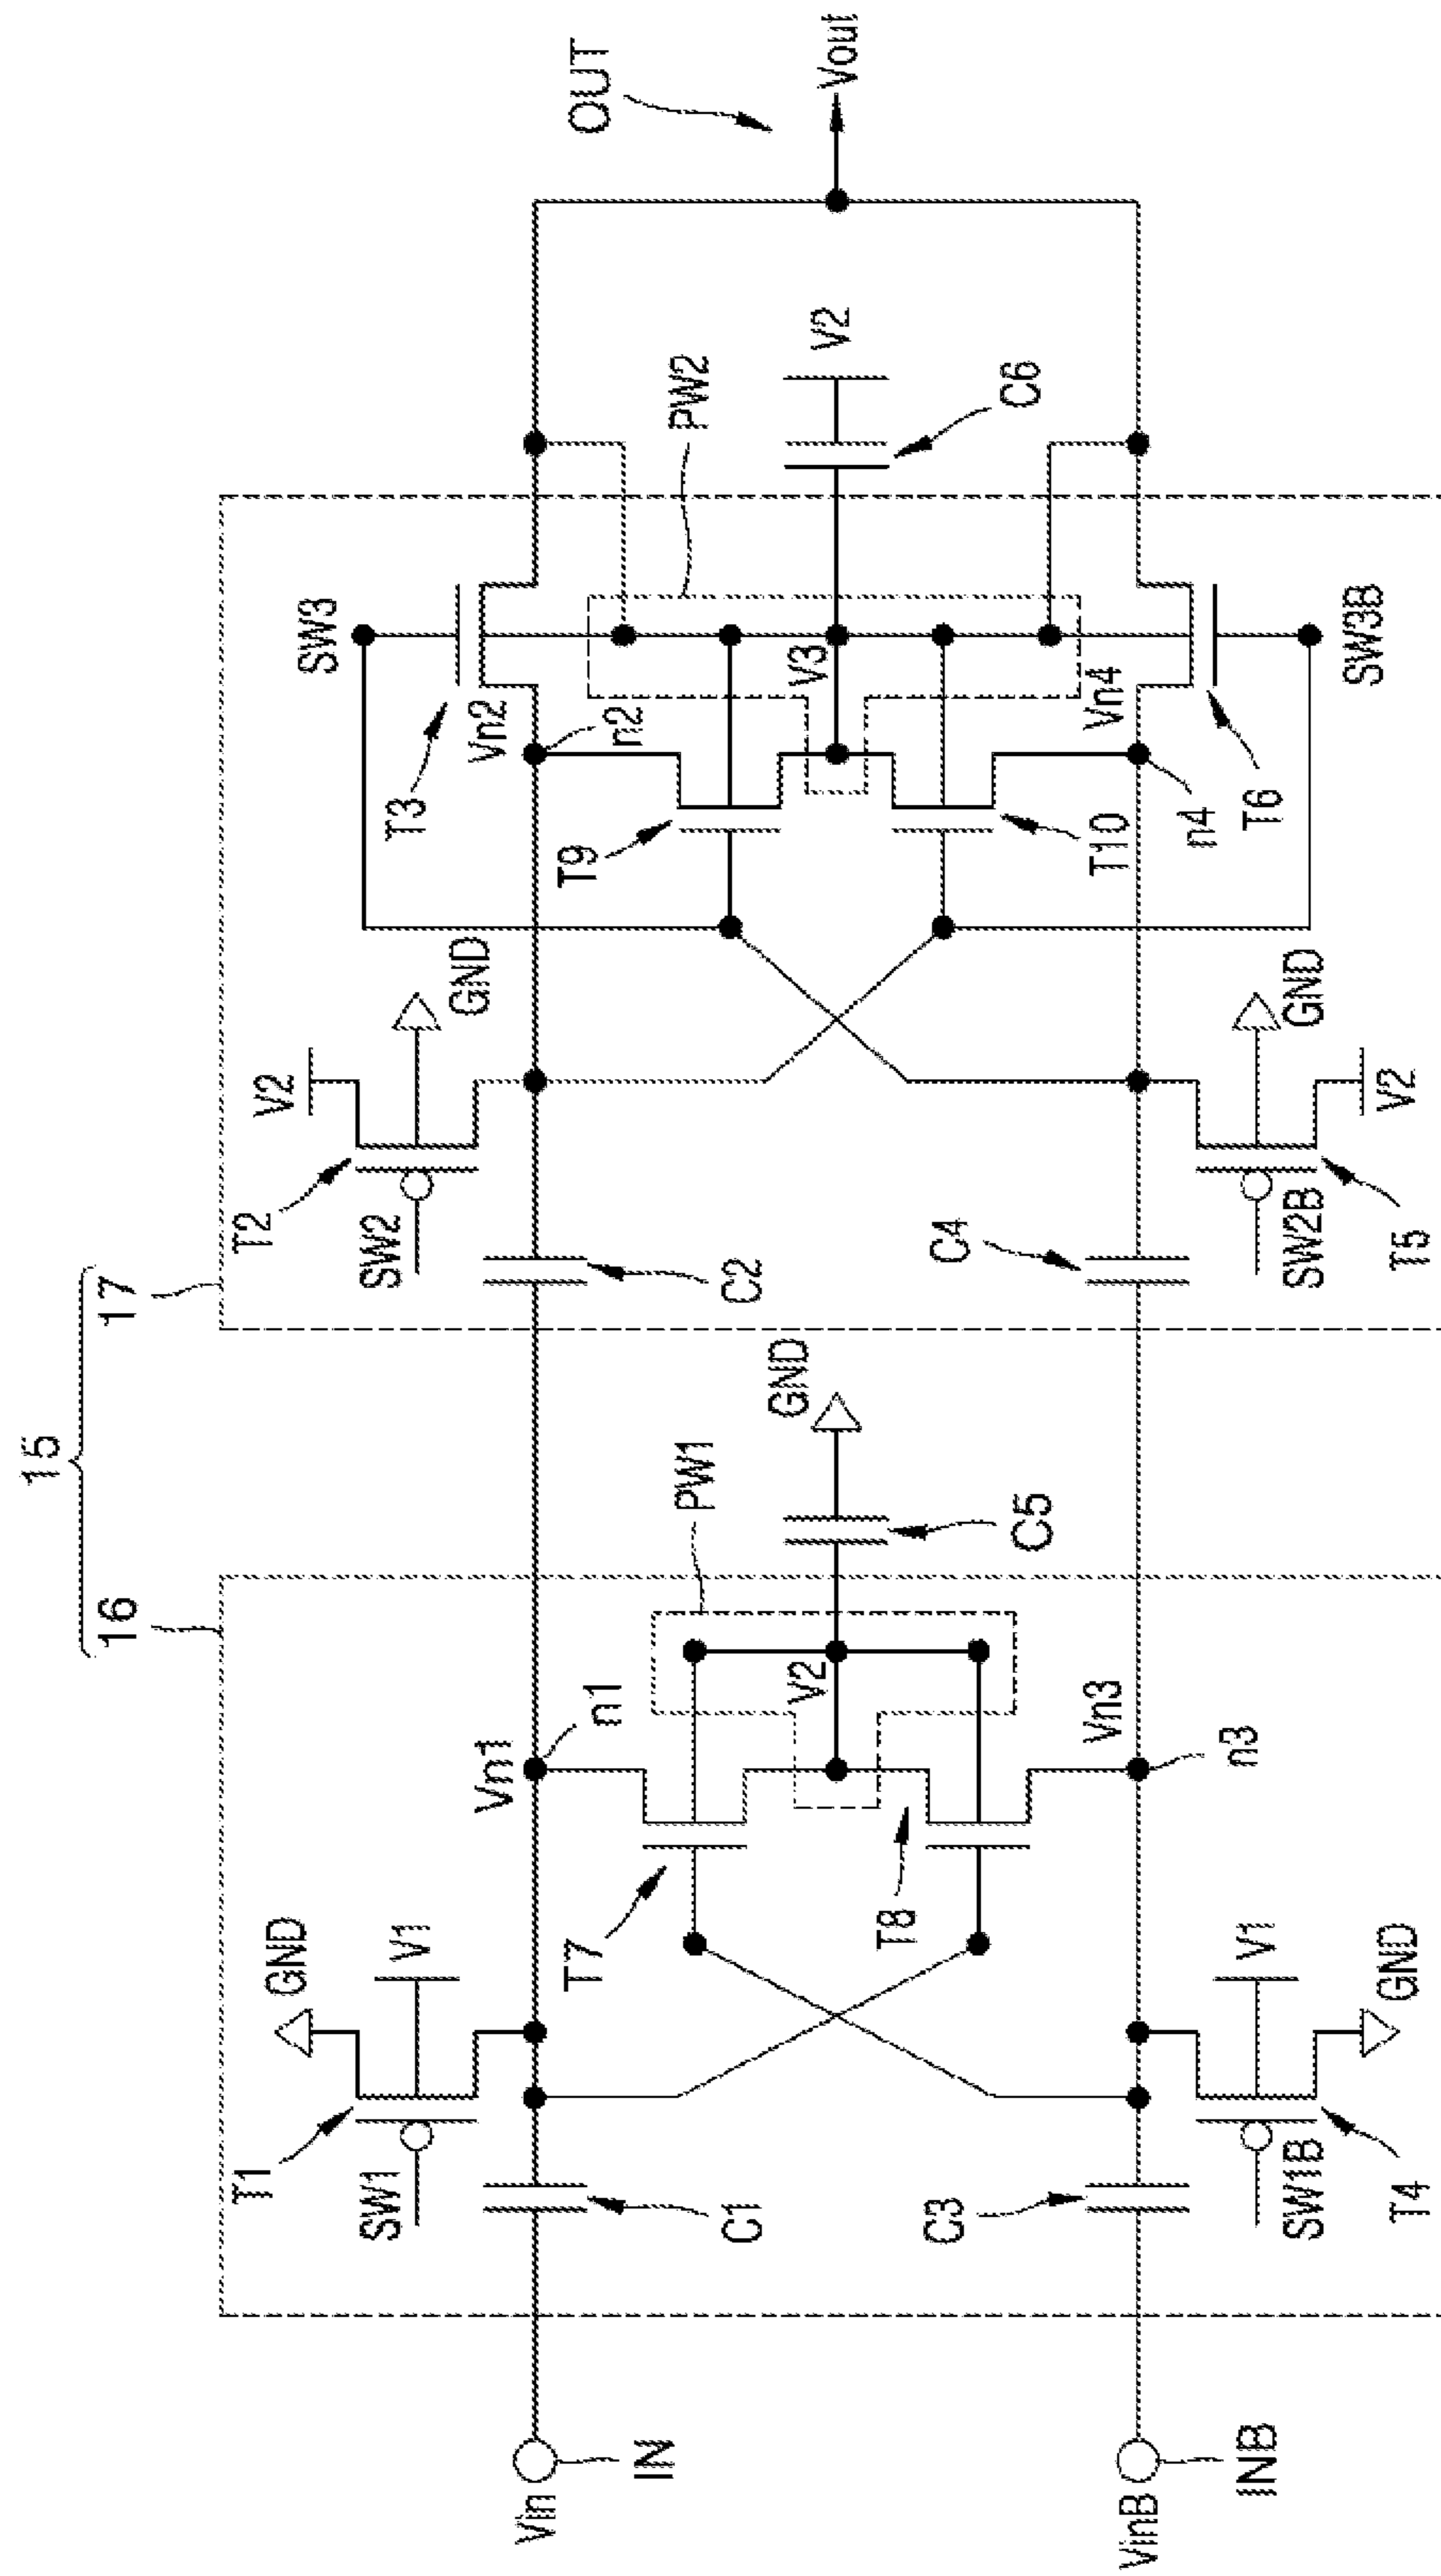 15
16
17
T1
GND
SW1
V1
Vn1
n1
C1
T7
PW1
V2
T8
C5
GND
Vn3
n3
C3
SW1B
V1
T4
GND
Vin
IN
VinB
INB
T2
V2
SW2
GND
C2
T3
SW3
Vn2
n2
T9
V3
PW2
V2
C6
T10
Vn4
n4
T6
SW3B
C4
SW2B
GND
T5
V2
OUT
Vout